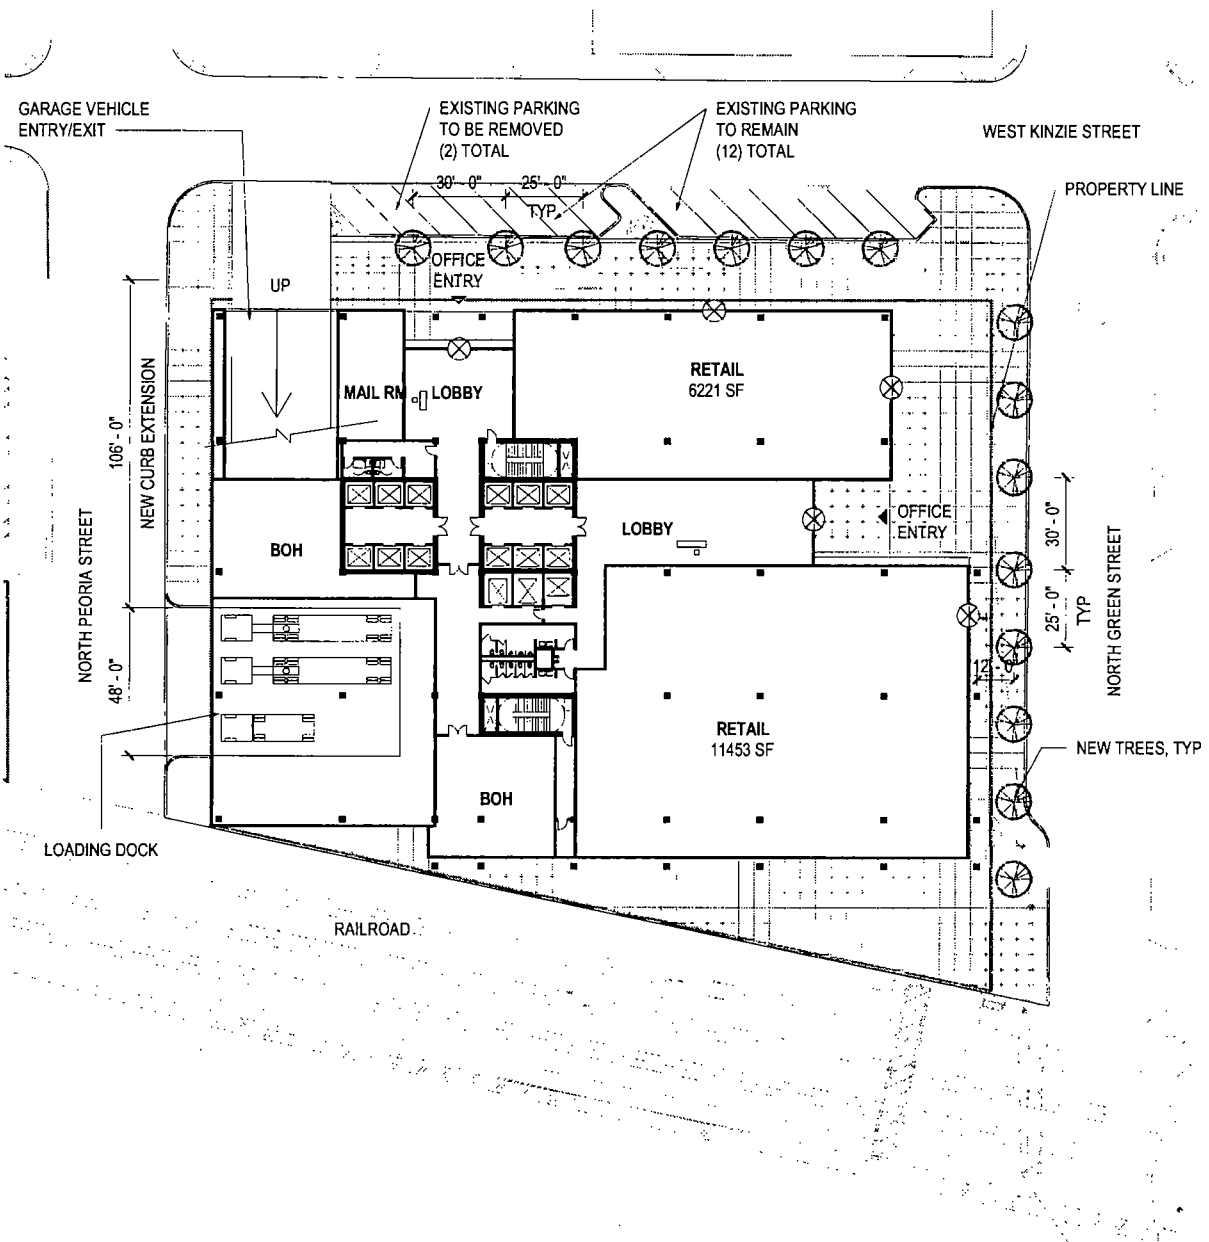 GARAGE VEHICLE
ENTRY/EXIT
EXISTING PARKING
TO BE REMOVED
(2) TOTAL
EXISTING PARKING
TO REMAIN
(12) TOTAL
WEST KINZIE STREET
PROPERTY LINE
30' - 0"
25' - 0"
TYP
OFFICE
ENTRY
UP
RETAIL
6221 SF
MAIL RM
LOBBY
106' - 0"
NEW CURB EXTENSION
NORTH PEORIA STREET
BOH
LOBBY
OFFICE
ENTRY
30' - 0"
25' - 0"
TYP
NORTH GREEN STREET
12' - 0"
48' - 0"
RETAIL
11453 SF
NEW TREES, TYP
BOH
LOADING DOCK
RAILROAD